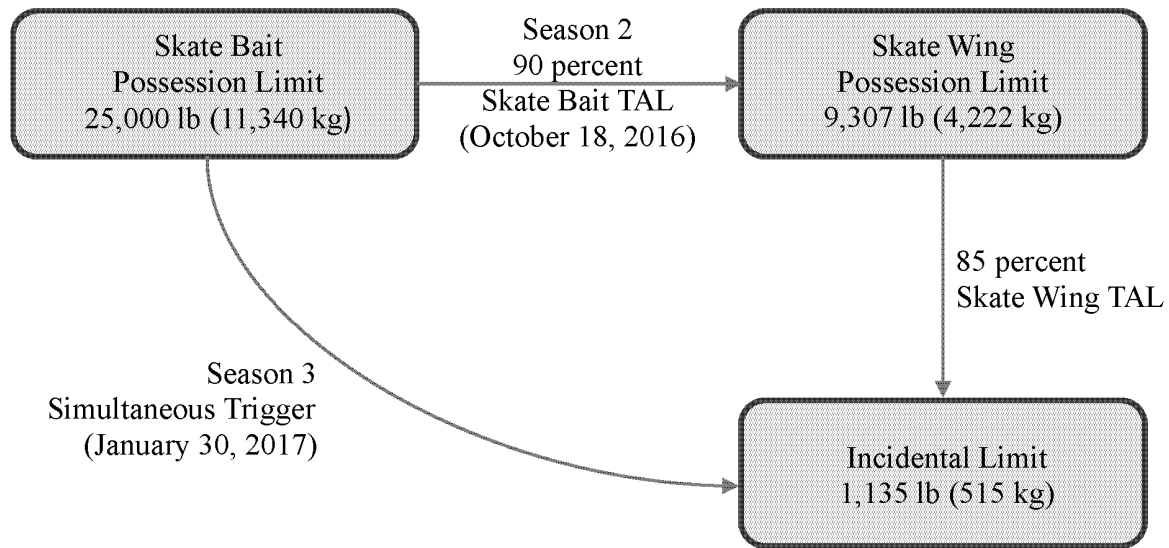 Skate Bait
Possession Limit
25,000 lb (11,340 kg)
Season 2
90 percent
Skate Bait TAL
(October 18, 2016)
Skate Wing
Possession Limit
9,307 lb (4,222 kg)
85 percent
Skate Wing TAL
Season 3
Simultaneous Trigger
(January 30, 2017)
Incidental Limit
1,135 lb (515 kg)